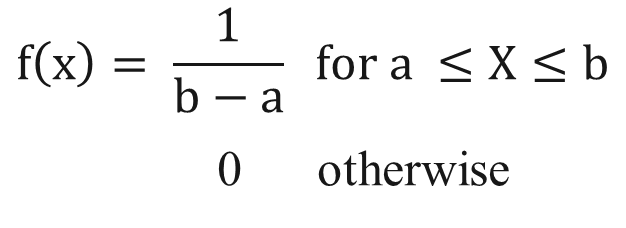 f(x) = 1/(b − a) for a ≤ X ≤ b
0 otherwise